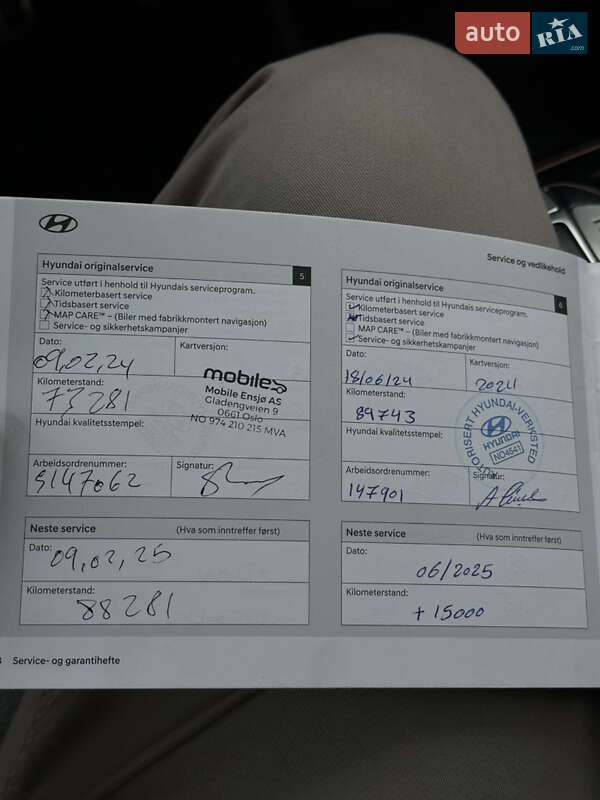 auto RIA.com
Service og vedlikehold
Hyundai originalservice 5
Service utført i henhold til Hyundais serviceprogram.
Kilometerbasert service
Tidsbasert service
MAP CARE™ – (Biler med fabrikkmontert navigasjon)
Service- og sikkerhetskampanjer
Dato:
09,02,24
Kartversjon:
Kilometerstand:
73281
mobile
Mobile Ensjø AS
Gladengveien 9
0661 Oslo
NO 974 210 215 MVA
Hyundai kvalitetsstempel:
Arbeidsordrenummer:
5147062
Signatur:
Neste service (Hva som inntreffer først)
Dato:
09,02,25
Kilometerstand:
88281
Hyundai originalservice 6
Service utført i henhold til Hyundais serviceprogram.
Kilometerbasert service
Tidsbasert service
MAP CARE™ – (Biler med fabrikkmontert navigasjon)
Service- og sikkerhetskampanjer
Dato:
18/06/24
Kartversjon:
2024
Kilometerstand:
89743
Hyundai kvalitetsstempel:
AUTORISERT HYUNDAI-VERKSTED
HYUNDAI
NO4541
Arbeidsordrenummer:
147901
Signatur:
Neste service (Hva som inntreffer først)
Dato:
06/2025
Kilometerstand:
+ 15000
Service- og garantihefte